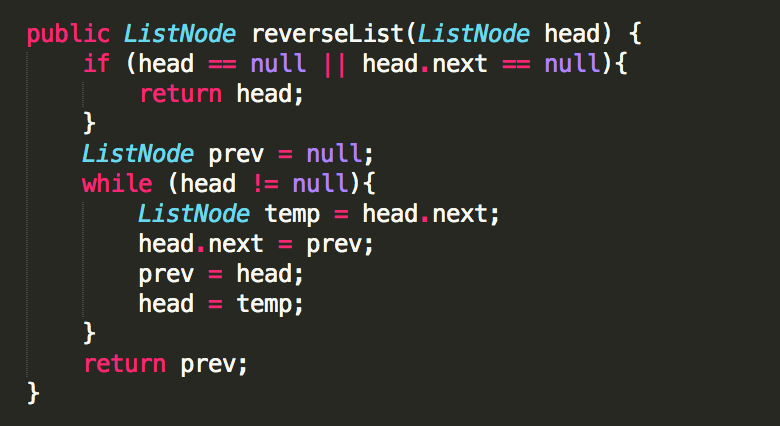 public ListNode reverseList(ListNode head) {
    if (head == null || head.next == null){
        return head;
    }
    ListNode prev = null;
    while (head != null){
        ListNode temp = head.next;
        head.next = prev;
        prev = head;
        head = temp;
    }
    return prev;
}